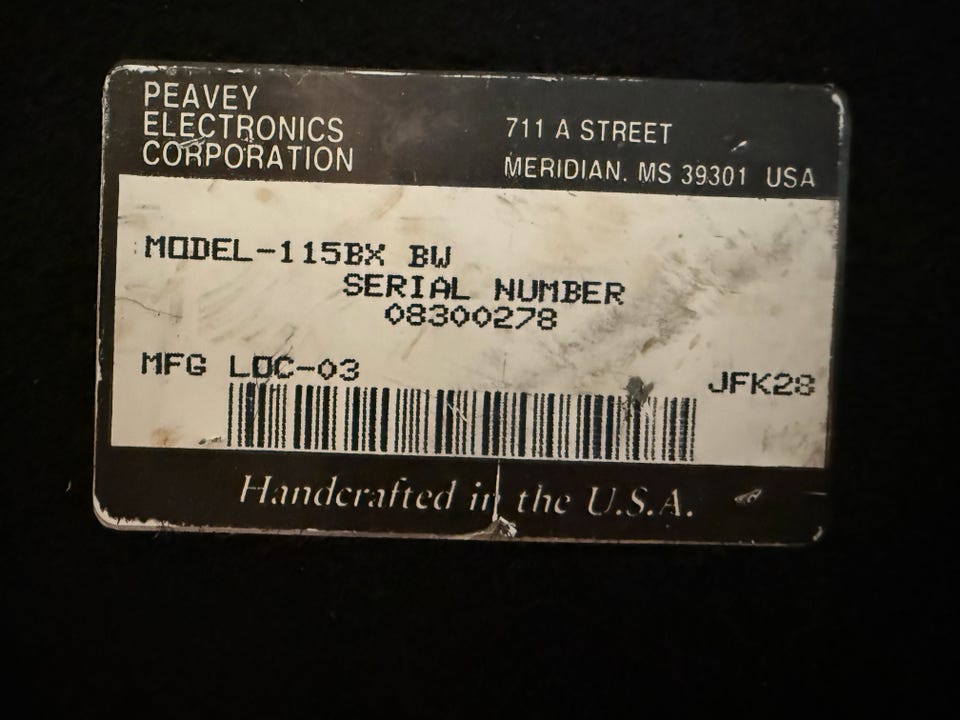 PEAVEY
ELECTRONICS
CORPORATION
711 A STREET
MERIDIAN. MS 39301 USA
MODEL-115BX BW
SERIAL NUMBER
08300278
MFG LOC-03
JFK28
Handcrafted in the U.S.A.